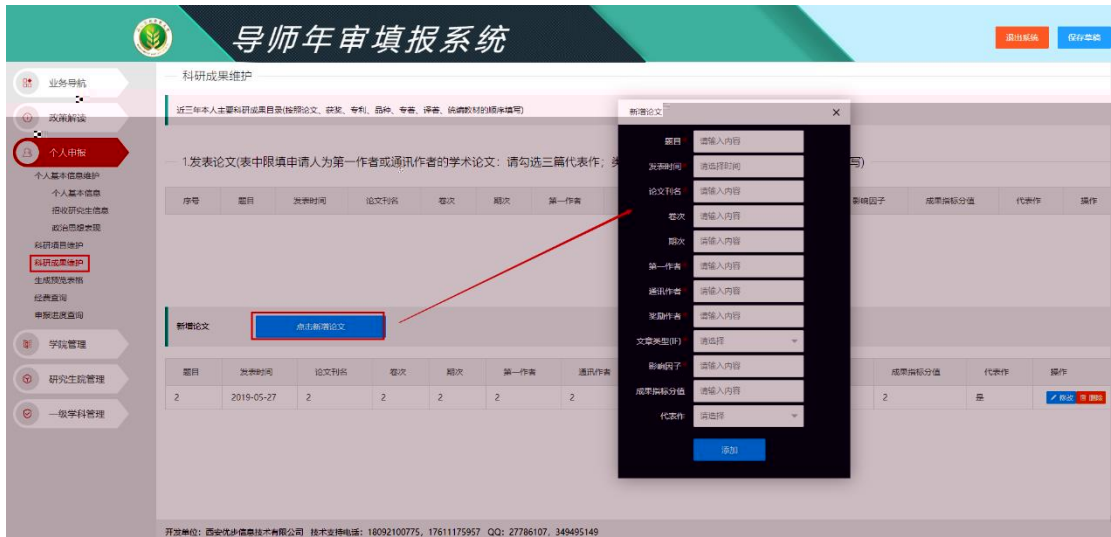 导师年审填报系统
退出系统 保存草稿
业务导航
政策解读
个人申报
个人基本信息维护
个人基本信息
招收研究生信息
政治思想表现
科研项目维护
科研成果维护
生成预览表格
经费查询
申报进度查询
学院管理
研究生院管理
一级学科管理
科研成果维护
近三年本人主要科研成果目录(按照论文、获奖、专利、品种、专著、译著、统编教材的顺序填写)
1.发表论文(表中限填申请人为第一作者或通讯作者的学术论文：请勾选三篇代表作；类 写)
序号 题目 发表时间 论文刊名 卷次 期次 第一作者 影响因子 成果指标分值 代表作 操作
新增论文 点击新增论文
题目 发表时间 论文刊名 卷次 期次 第一作者 通讯作者 成果指标分值 代表作 操作
2 2019-05-27 2 2 2 2 2 2 是 修改 删除
新增论文 ×
题目* 请输入内容
发表时间* 请选择时间
论文刊名* 请输入内容
卷次 请输入内容
期次 请输入内容
第一作者* 请输入内容
通讯作者* 请输入内容
奖励作者* 请输入内容
文章类型(IF)* 请选择
影响因子* 请输入内容
成果指标分值 请输入内容
代表作 请选择
添加
开发单位：西安优步信息技术有限公司 技术支持电话：18092100775，17611175957 QQ：27786107，349495149